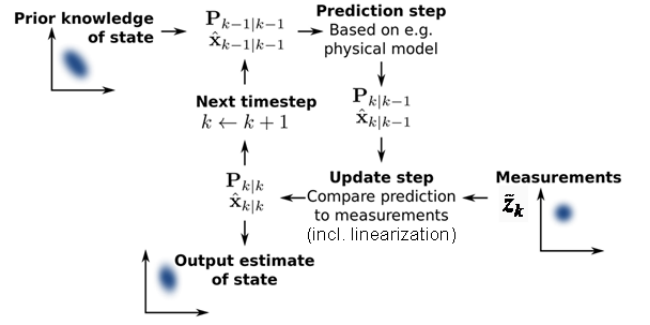 Prior knowledge
of state
P_{k−1|k−1}
x̂_{k−1|k−1}
Prediction step
Based on e.g.
physical model
Next timestep
k ← k + 1
P_{k|k−1}
x̂_{k|k−1}
P_{k|k}
x̂_{k|k}
Update step
Compare prediction
to measurements
(incl. linearization)
Measurements
z̃_k
Output estimate
of state